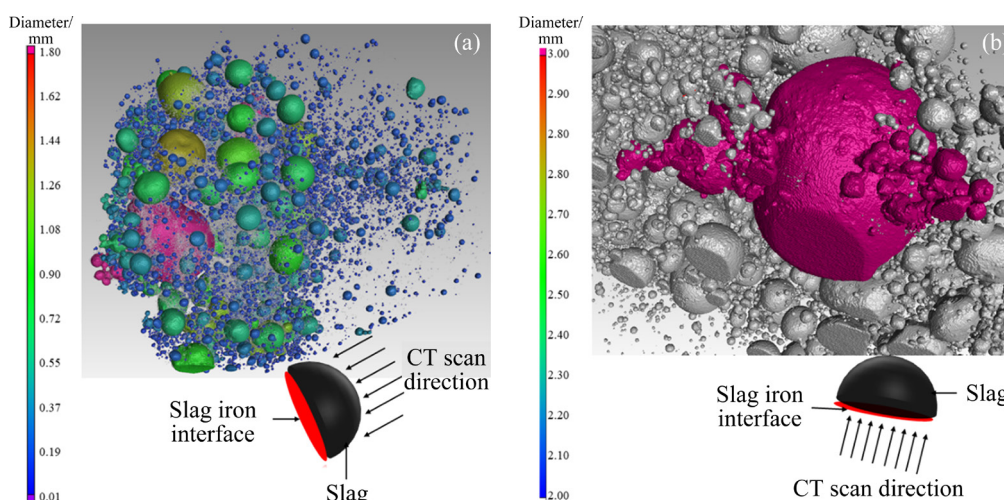 Diameter/
mm
1.80
1.62
1.44
1.26
1.08
0.90
0.74
0.55
0.37
0.19
0.01
(a)
CT scan
direction
Slag iron
interface
Slag
Diameter/
mm
3.00
2.90
2.80
2.70
2.60
2.50
2.40
2.30
2.20
2.10
2.00
(b
Slag iron
interface
Slag
CT scan direction